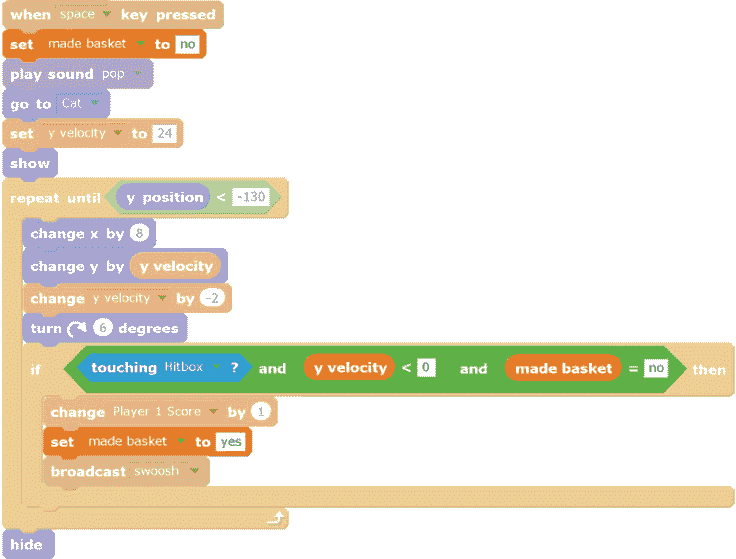 when space key pressed
set made basket to no
play sound pop
go to Cat
set y velocity to 24
show
repeat until y position < -130
change x by 8
change y by y velocity
change y velocity by -2
turn 6 degrees
if touching Hitbox ? and y velocity < 0 and made basket = no then
change Player 1 Score by 1
set made basket to yes
broadcast swoosh
hide